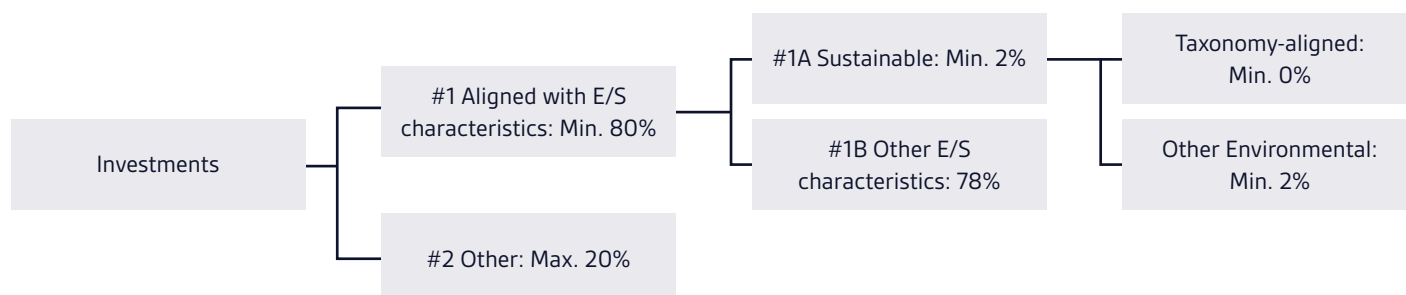 Investments
#1 Aligned with E/S
characteristics: Min. 80%
#2 Other: Max. 20%
#1A Sustainable: Min. 2%
#1B Other E/S
characteristics: 78%
Taxonomy-aligned:
Min. 0%
Other Environmental:
Min. 2%